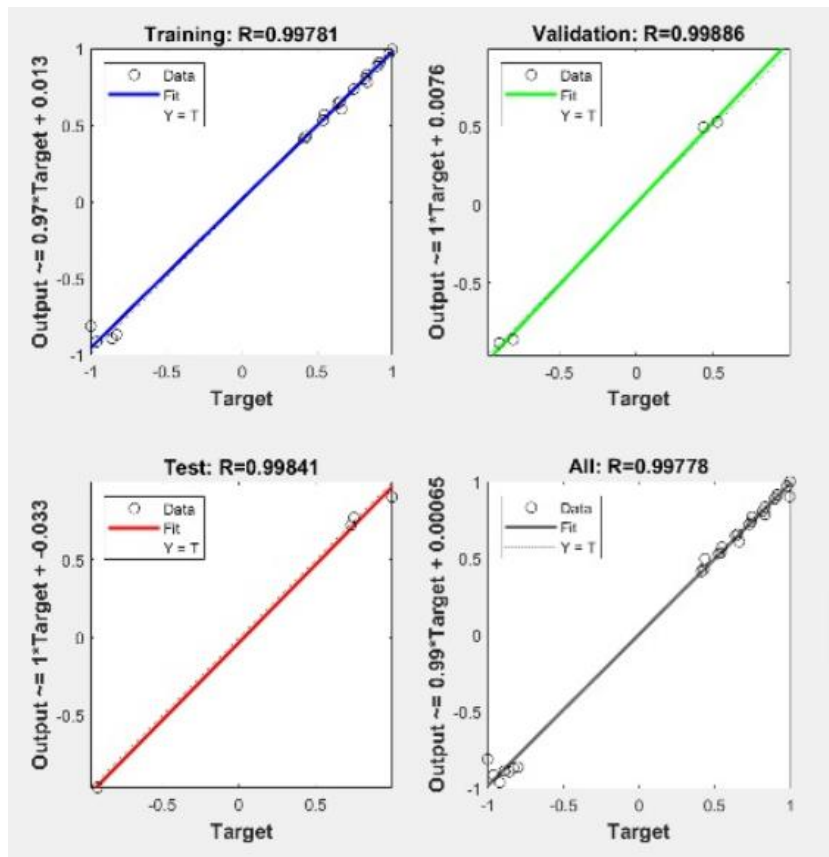 Training: R=0.99781
Output ~= 0.97*Target + 0.013
1
0.5
0
-0.5
-1
Data
Fit
Y = T
-1
-0.5
0
0.5
1
Target
Validation: R=0.99886
Output ~= 1*Target + 0.0076
0.5
0
-0.5
Data
Fit
Y = T
-0.5
0
0.5
Target
Test: R=0.99841
Output ~= 1*Target + -0.033
0.5
0
-0.5
Data
Fit
Y = T
-0.5
0
0.5
Target
All: R=0.99778
Output ~= 0.99*Target + 0.00065
1
0.5
0
-0.5
-1
Data
Fit
Y = T
-1
-0.5
0
0.5
1
Target